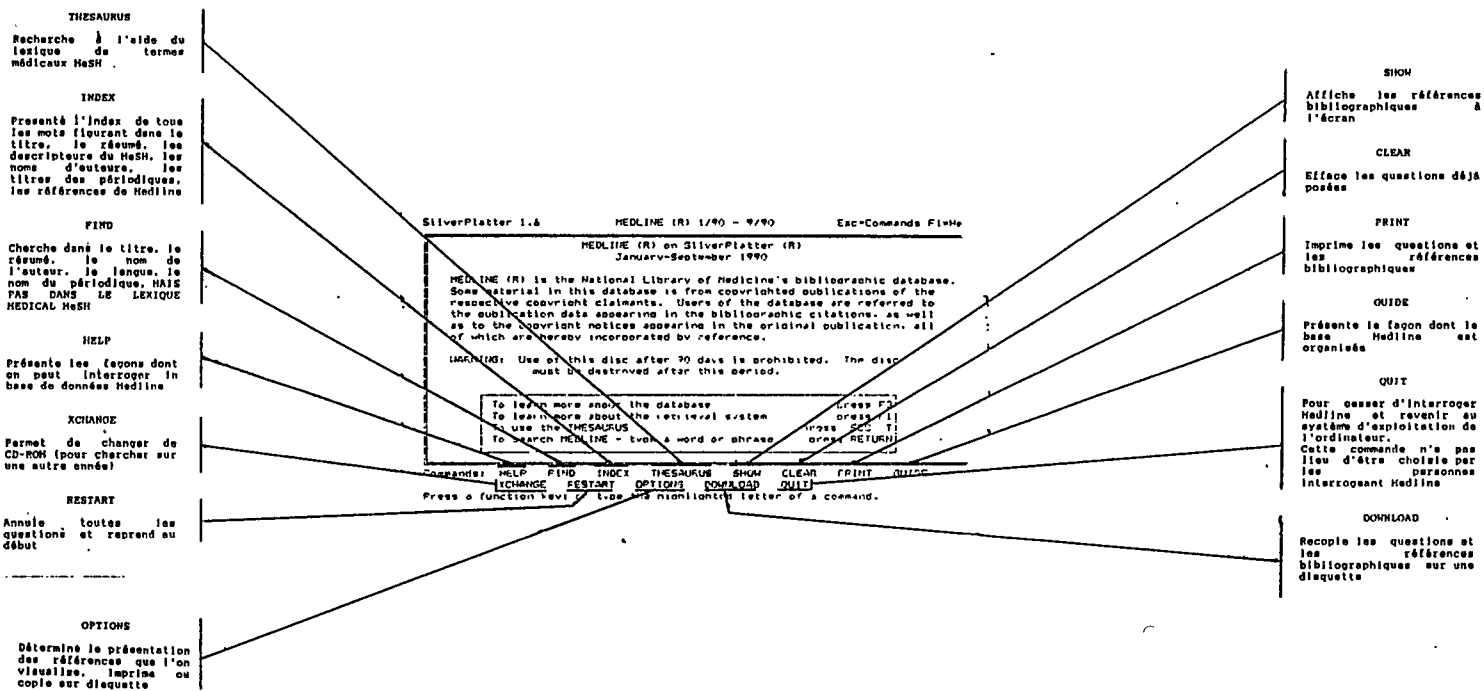 THESAURUS
Recherche à l'aide du
lexique de termes
médicaux MeSH .
INDEX
Presenté l'index de tous
les mots figurant dans le
titre, le résumé, les
descripteurs du MeSH, les
noms d'auteurs, les
titres des périodiques,
les références de Medline
FIND
Cherche dans le titre, le
résumé, le nom de
l'auteur, la langue, le
nom du périodique, MAIS
PAS DANS LE LEXIQUE
MEDICAL MeSH
HELP
Présente les façons dont
on peut interroger la
base de données Medline
XCHANGE
Permet de changer de
CD-ROM (pour chercher sur
une autre année)
RESTART
Annule toutes les
questions et reprend au
début
OPTIONS
Détermine la présentation
des références que l'on
visualise, imprime ou
copie sur disquette
SilverPlatter 1.6 MEDLINE (R) 1/90 - 9/90 Esc=Commands F1=He
MEDLINE (R) on SilverPlatter (R)
January-September 1990
MEDLINE (R) is the National Library of Medicine's bibliographic database.
Some material in this database is from copyrighted publications of the
respective copyright claimants. Users of the database are referred to
the publication data appearing in the bibliographic citations, as well
as to the copyright notices appearing in the original publication, all
of which are hereby incorporated by reference.
WARNING: Use of this disc after 90 days is prohibited. The disc
must be destroyed after this period.
To learn more about the database press F3
To learn more about the retrieval system press F1
To use the THESAURUS press T
To search MEDLINE - type a word or phrase press RETURN
Commands: HELP FIND INDEX THESAURUS SHOW CLEAR PRINT GUIDE
XCHANGE RESTART OPTIONS DOWNLOAD QUIT
Press a function key or type the highlighted letter of a command.
SHOW
Affiche les références
bibliographiques à
l'écran
CLEAR
Efface les questions déjà
posées
PRINT
Imprime les questions et
les références
bibliographiques
GUIDE
Présente la façon dont la
base Medline est
organisée
QUIT
Pour cesser d'interroger
Medline et revenir au
système d'exploitation de
l'ordinateur.
Cette commande n'a pas
lieu d'être choisie par
les personnes
interrogeant Medline
DOWNLOAD
Recopie les questions et
les références
bibliographiques sur une
disquette